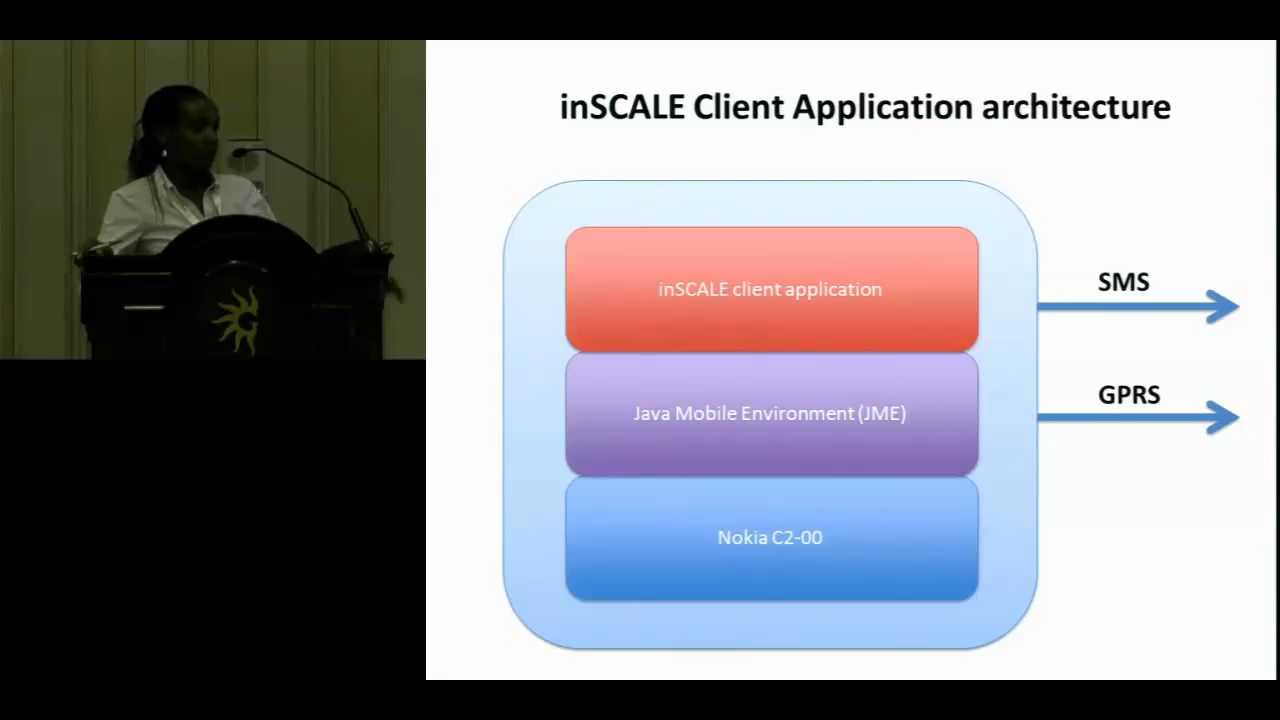 inSCALE Client Application architecture
inSCALE client application
SMS
Java Mobile Environment (JME)
GPRS
Nokia C2-00